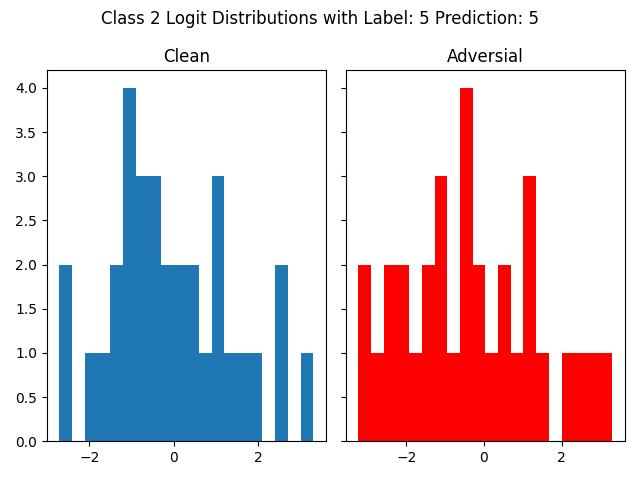 Class 2 Logit Distributions with Label: 5 Prediction: 5
Clean
Adversial
4.0
3.5
3.0
2.5
2.0
1.5
1.0
0.5
0.0
−2 0 2
−2 0 2